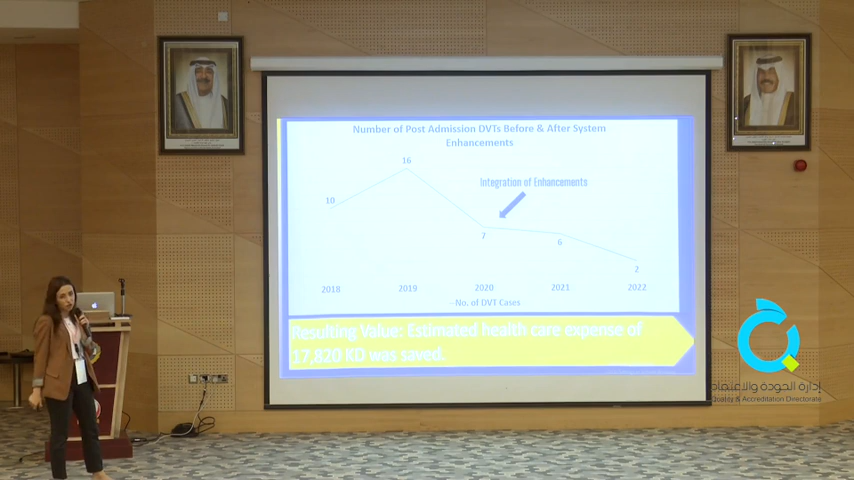 Number of Post Admission DVTs Before & After System
Enhancements
16
10
Integration of Enhancements
7
6
2
2018 2019 2020 2021 2022
No. of DVT Cases
Resulting Value: Estimated health care expense of
17,820 KD was saved.
إدارة الجودة والاعتماد
Quality & Accreditation Directorate